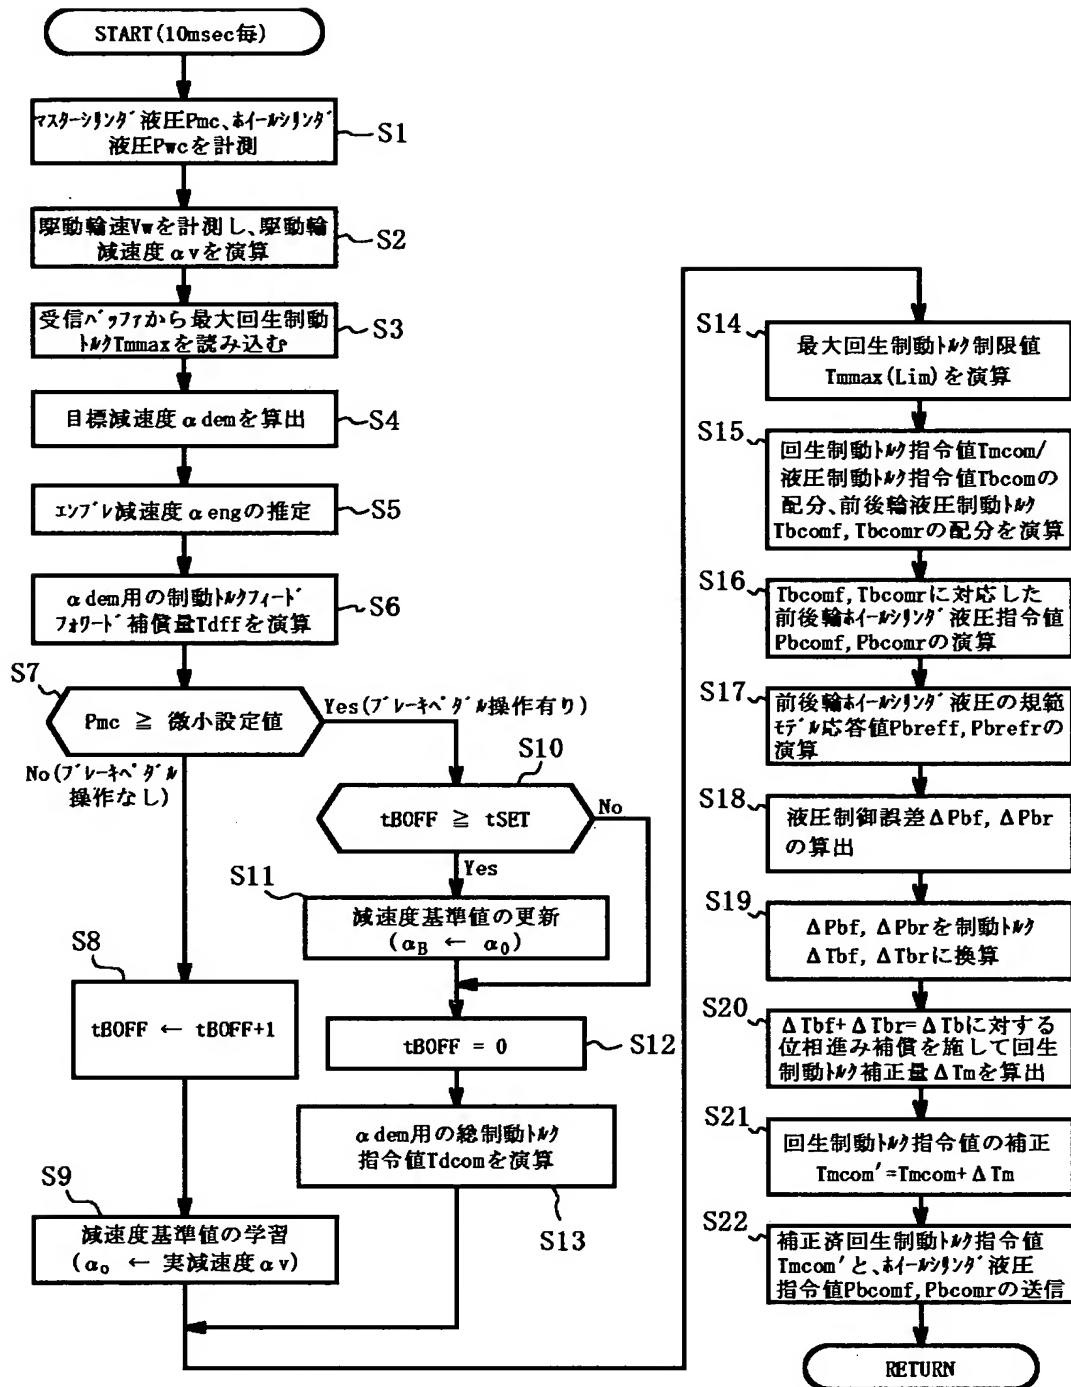 START(10msec毎)
マスターシリンダ液圧Pmc、ホイールシリンダ
液圧Pwcを計測
S1
駆動輪速Vwを計測し、駆動輪
減速度αvを演算
S2
受信バッファから最大回生制動
トルクTmmaxを読み込む
S3
目標減速度αdemを算出
S4
エンブレ減速度αengの推定
S5
αdem用の制動トルクフィード
フォワード補償量Tdffを演算
S6
S7
Pmc ≧ 微小設定値
Yes(ブレーキペダル操作有り)
No(ブレーキペダル
操作なし)
S10
tBOFF ≧ tSET
No
Yes
S11
減速度基準値の更新
(αB ← α0)
S8
tBOFF ← tBOFF+1
tBOFF = 0
S12
αdem用の総制動トルク
指令値Tdcomを演算
S13
S9
減速度基準値の学習
(αo ← 実減速度αv)
S14
最大回生制動トルク制限値
Tmmax(Lim)を演算
S15
回生制動トルク指令値Tmcom/
液圧制動トルク指令値Tbcomの
配分、前後輪液圧制動トルク
Tbcomf,Tbcomrの配分を演算
S16
Tbcomf,Tbcomrに対応した
前後輪ホイールシリンダ液圧指令値
Pbcomf,Pbcomrの演算
S17
前後輪ホイールシリンダ液圧の規範
モデル応答値Pbreff,Pbrefrの
演算
S18
液圧制御誤差ΔPbf,ΔPbr
の算出
S19
ΔPbf,ΔPbrを制動トルク
ΔTbf,ΔTbrに換算
S20
ΔTbf+ΔTbr=ΔTbに対する
位相進み補償を施して回生
制動トルク補正量ΔTmを算出
S21
回生制動トルク指令値の補正
Tmcom'=Tmcom+ΔTm
S22
補正済回生制動トルク指令値
Tmcom'と、ホイールシリンダ液圧
指令値Pbcomf,Pbcomrの送信
RETURN